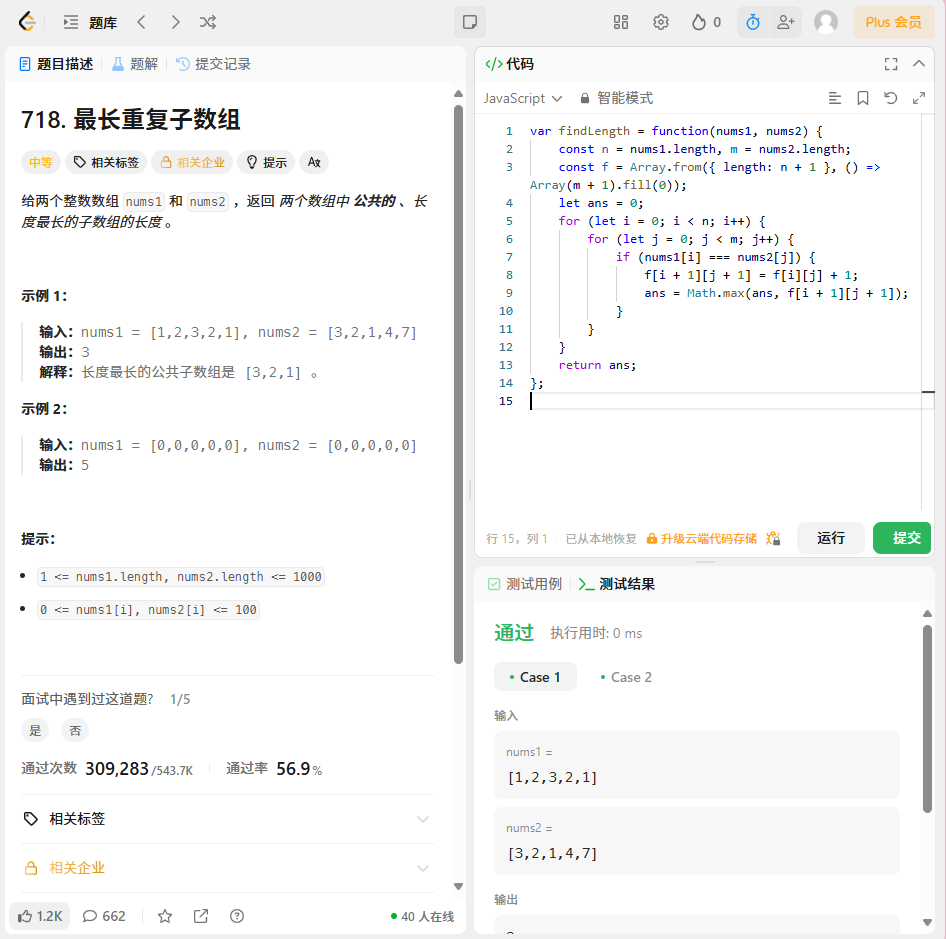 题库
0
Plus 会员
题目描述
题解
提交记录
718. 最长重复子数组
中等
相关标签
相关企业
提示
给两个整数数组 nums1 和 nums2 ，返回 两个数组中 公共的 、长
度最长的子数组的长度 。
示例 1：
输入：nums1 = [1,2,3,2,1], nums2 = [3,2,1,4,7]
输出：3
解释：长度最长的公共子数组是 [3,2,1] 。
示例 2：
输入：nums1 = [0,0,0,0,0], nums2 = [0,0,0,0,0]
输出：5
提示：
1 <= nums1.length, nums2.length <= 1000
0 <= nums1[i], nums2[i] <= 100
面试中遇到过这道题? 1/5
是
否
通过次数 309,283/543.7K
通过率 56.9%
相关标签
相关企业
1.2K
662
40 人在线
</> 代码
JavaScript
智能模式
1 var findLength = function(nums1, nums2) {
2 const n = nums1.length, m = nums2.length;
3 const f = Array.from({ length: n + 1 }, () =>
Array(m + 1).fill(0));
4 let ans = 0;
5 for (let i = 0; i < n; i++) {
6 for (let j = 0; j < m; j++) {
7 if (nums1[i] === nums2[j]) {
8 f[i + 1][j + 1] = f[i][j] + 1;
9 ans = Math.max(ans, f[i + 1][j + 1]);
10 }
11 }
12 }
13 return ans;
14 };
15
行 15，列 1
已从本地恢复
升级云端代码存储
运行
提交
测试用例
测试结果
通过
执行用时: 0 ms
Case 1
Case 2
输入
nums1 =
[1,2,3,2,1]
nums2 =
[3,2,1,4,7]
输出